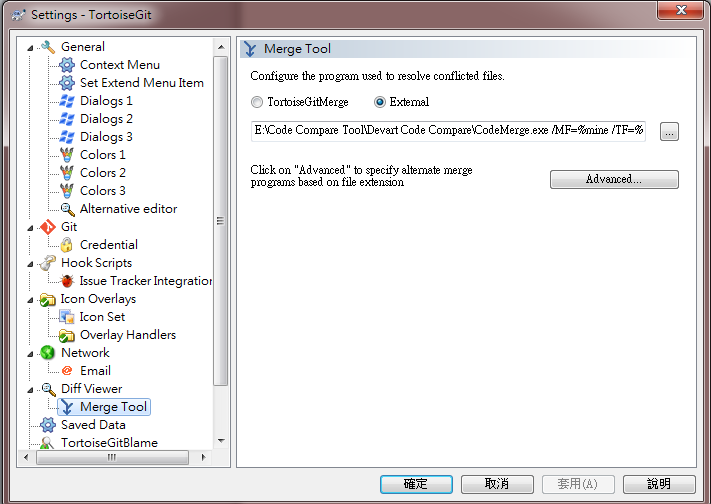 Settings - TortoiseGit
General
Context Menu
Set Extend Menu Item
Dialogs 1
Dialogs 2
Dialogs 3
Colors 1
Colors 2
Colors 3
Alternative editor
Git
Credential
Hook Scripts
Issue Tracker Integration
Icon Overlays
Icon Set
Overlay Handlers
Network
Email
Diff Viewer
Merge Tool
Saved Data
TortoiseGitBlame
Merge Tool
Configure the program used to resolve conflicted files.
TortoiseGitMerge
External
E:\Code Compare Tool\Devart Code Compare\CodeMerge.exe /MF=%mine /TF=%
...
Click on "Advanced" to specify alternate merge
programs based on file extension
Advanced...
確定
取消
套用(A)
說明